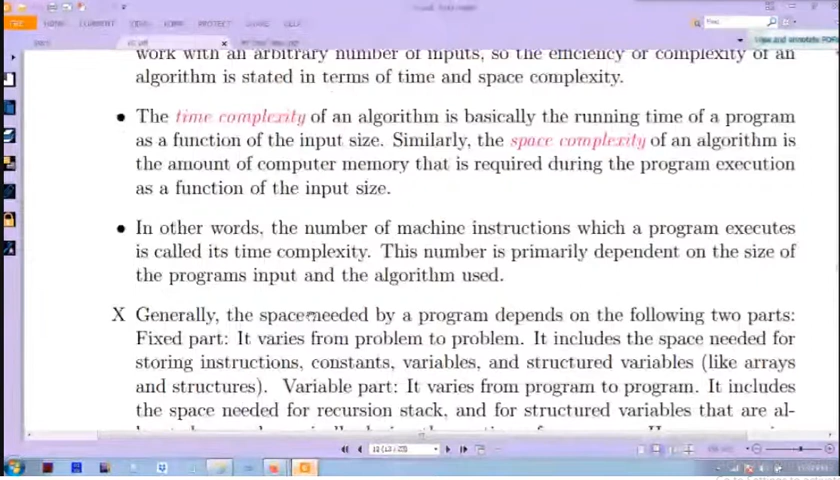 HOME
work with an arbitrary number of inputs, so the efficiency or complexity of an
algorithm is stated in terms of time and space complexity.
• The time complexity of an algorithm is basically the running time of a program
as a function of the input size. Similarly, the space complexity of an algorithm is
the amount of computer memory that is required during the program execution
as a function of the input size.
• In other words, the number of machine instructions which a program executes
is called its time complexity. This number is primarily dependent on the size of
the programs input and the algorithm used.
X Generally, the space needed by a program depends on the following two parts:
Fixed part: It varies from problem to problem. It includes the space needed for
storing instructions, constants, variables, and structured variables (like arrays
and structures). Variable part: It varies from program to program. It includes
the space needed for recursion stack, and for structured variables that are al-